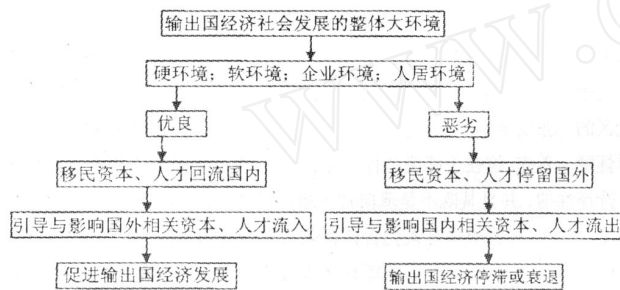 输出国经济社会发展的整体大环境
硬环境；软环境；企业环境；人居环境
优良
恶劣
移民资本、人才回流国内
移民资本、人才停留国外
引导与影响国外相关资本、人才流入
引导与影响国内相关资本、人才流出
促进输出国经济发展
输出国经济停滞或衰退